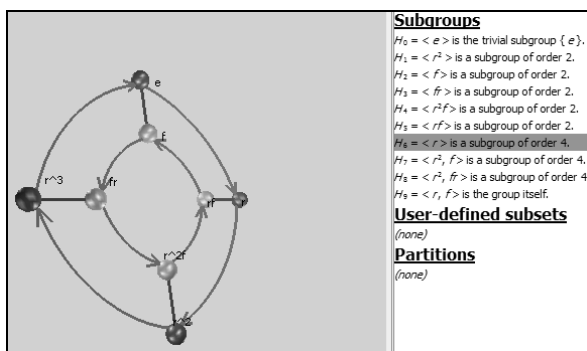 e
f
r^3
fr
rf
r
r^2f
r^2
Subgroups
H₀ = < e > is the trivial subgroup { e }.
H₁ = < r² > is a subgroup of order 2.
H₂ = < f > is a subgroup of order 2.
H₃ = < fr > is a subgroup of order 2.
H₄ = < r²f > is a subgroup of order 2.
H₅ = < rf > is a subgroup of order 2.
H₆ = < r > is a subgroup of order 4.
H₇ = < r², f > is a subgroup of order 4.
H₈ = < r², fr > is a subgroup of order 4
H₉ = < r, f > is the group itself.
User-defined subsets
(none)
Partitions
(none)